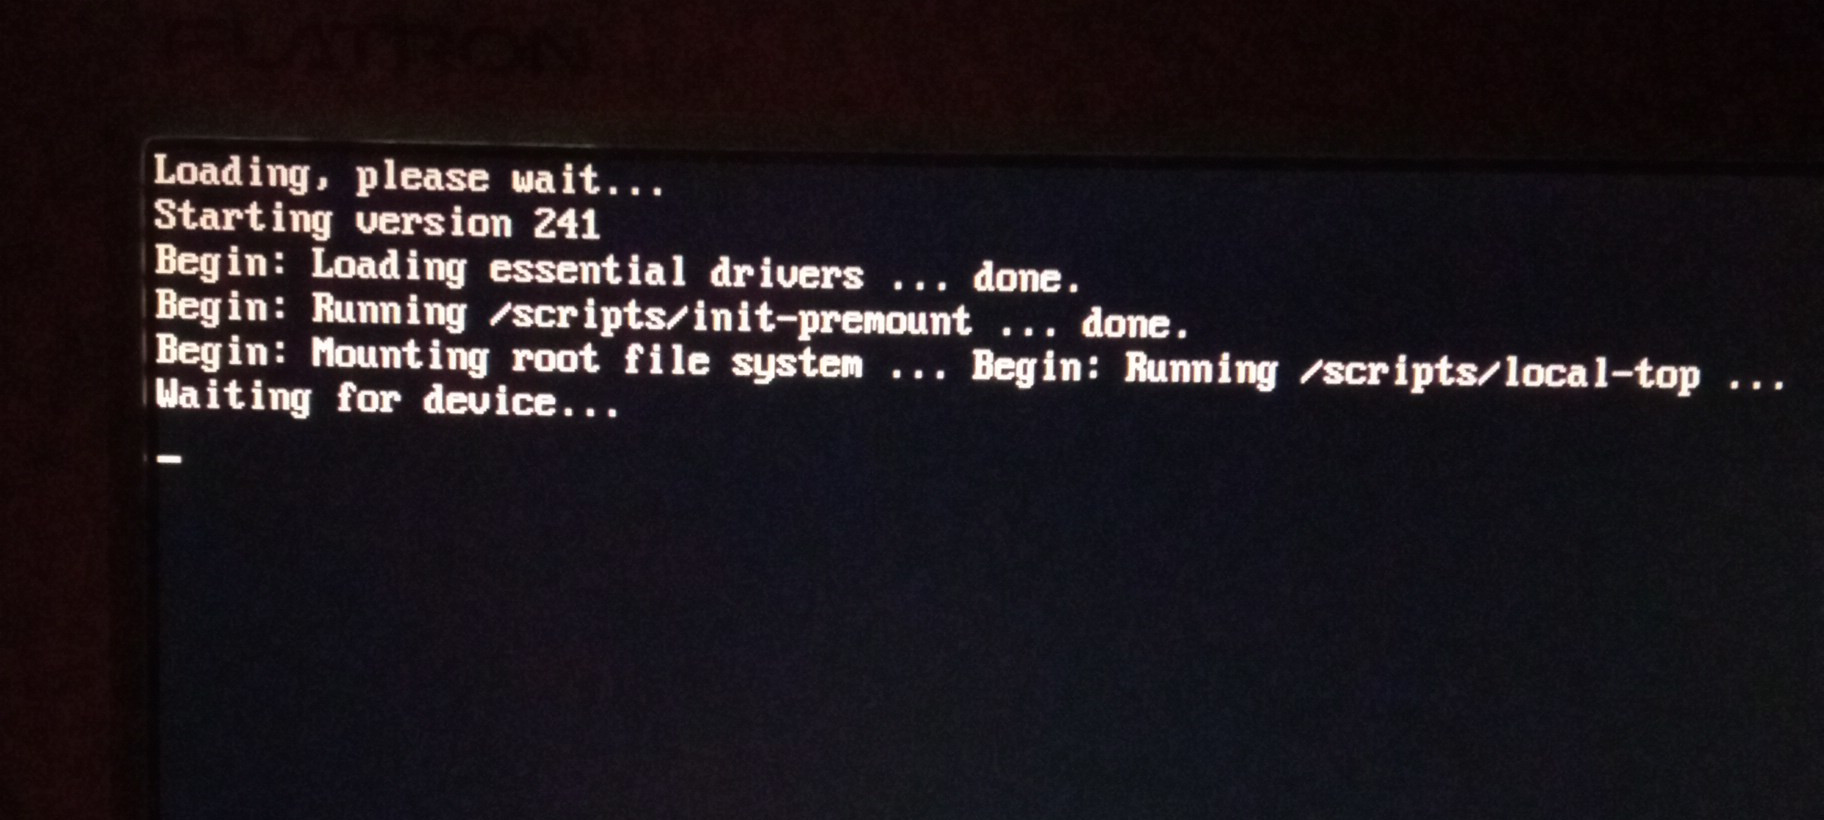 FLATRON
Loading, please wait...
Starting version 241
Begin: Loading essential drivers ... done.
Begin: Running /scripts/init-premount ... done.
Begin: Mounting root file system ... Begin: Running /scripts/local-top ...
Waiting for device...